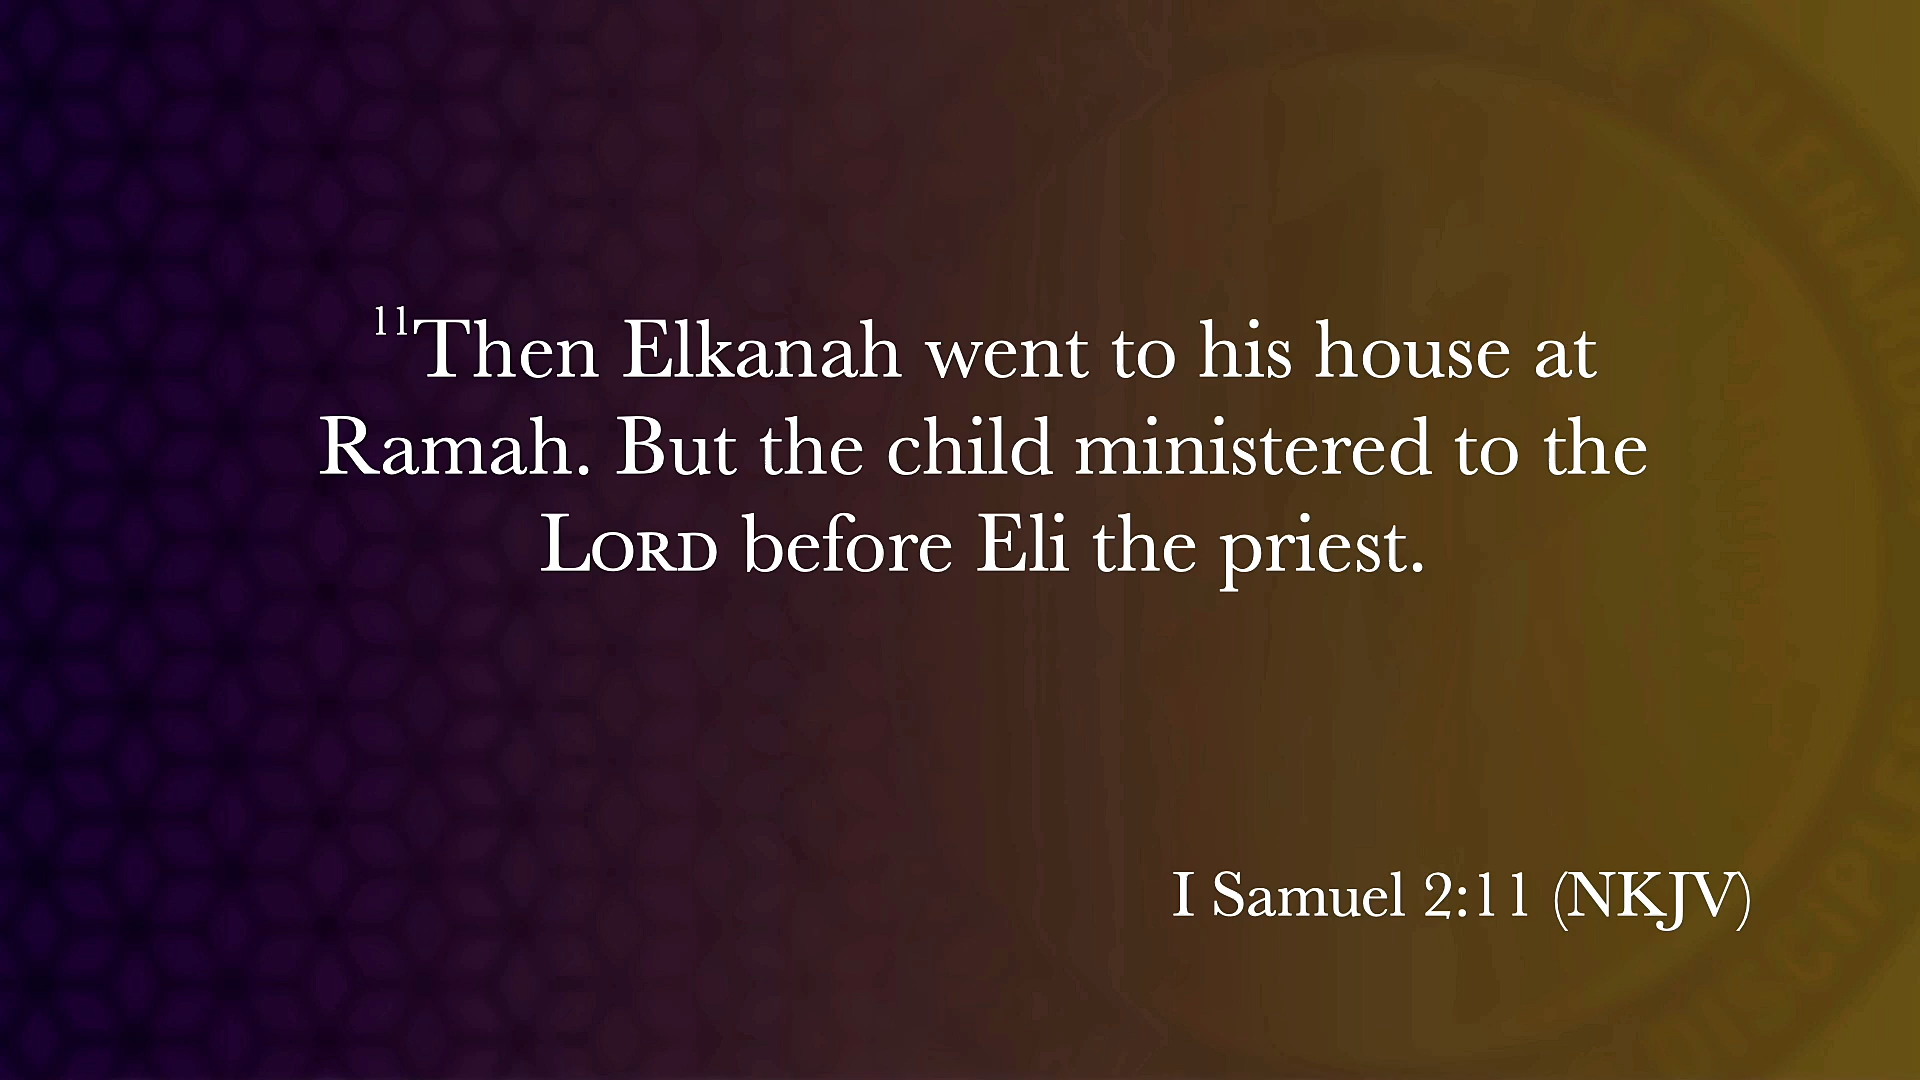 ¹¹Then Elkanah went to his house at
Ramah. But the child ministered to the
LORD before Eli the priest.
I Samuel 2:11 (NKJV)